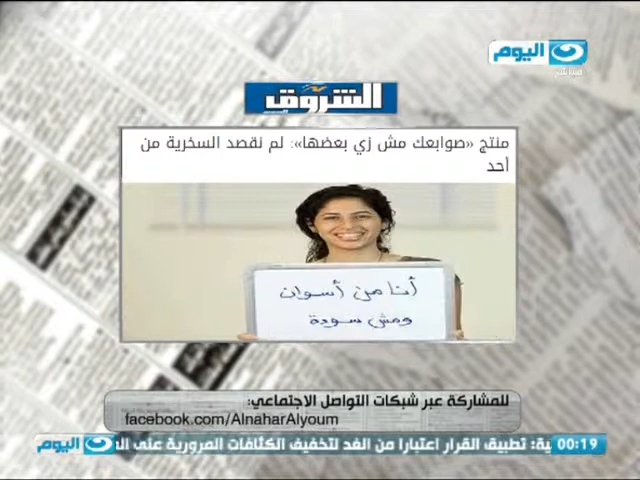 اليوم
مباشر
الشروق
منتج «صوابعك مش زي بعضها»: لم نقصد السخرية من
أحد
أنا من أسوان
ومش سودة
للمشاركة عبر شبكات التواصل الاجتماعي:
facebook.com/AlnaharAlyoum
00:19
ية: تطبيق القرار اعتبارا من الغد لتخفيف الكثافات المرورية على الد
اليوم